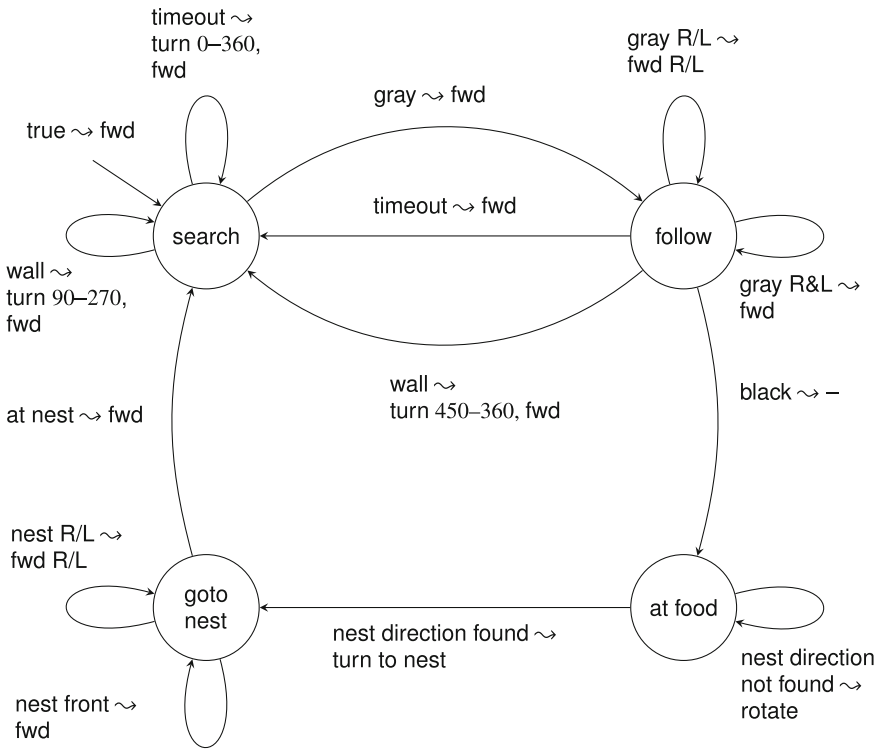 timeout ⤳
turn 0–360,
fwd
gray R/L ⤳
fwd R/L
gray ⤳ fwd
true ⤳ fwd
timeout ⤳ fwd
search
follow
wall ⤳
turn 90–270,
fwd
gray R&L ⤳
fwd
wall ⤳
turn 450–360, fwd
black ⤳ –
at nest ⤳ fwd
nest R/L ⤳
fwd R/L
goto
nest
at food
nest direction found ⤳
turn to nest
nest direction
not found ⤳
rotate
nest front ⤳
fwd